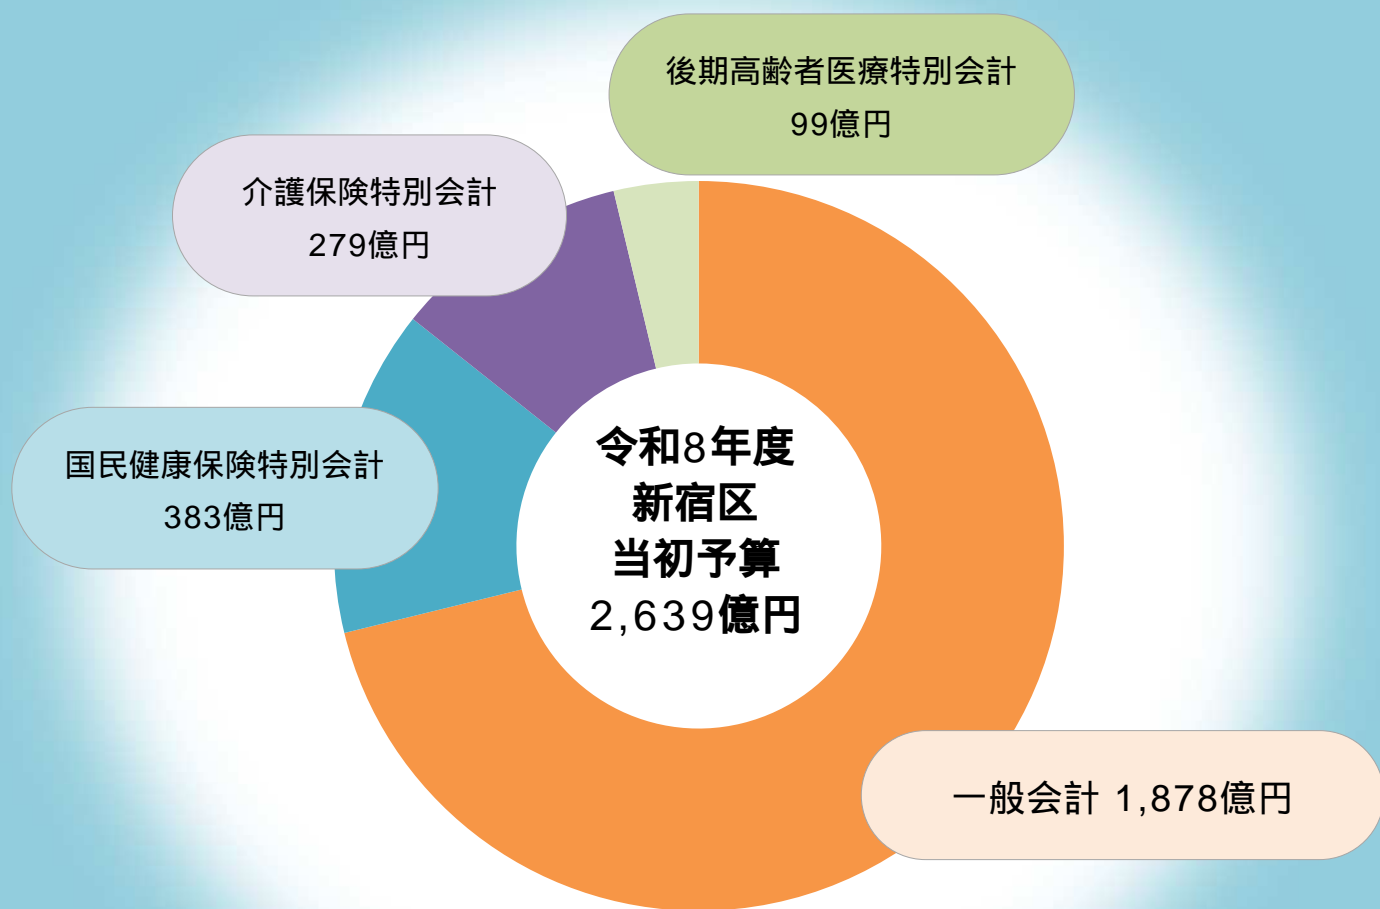 後期高齢者医療特別会計
99億円
介護保険特別会計
279億円
国民健康保険特別会計
383億円
令和8年度
新宿区
当初予算
2,639億円
一般会計 1,878億円